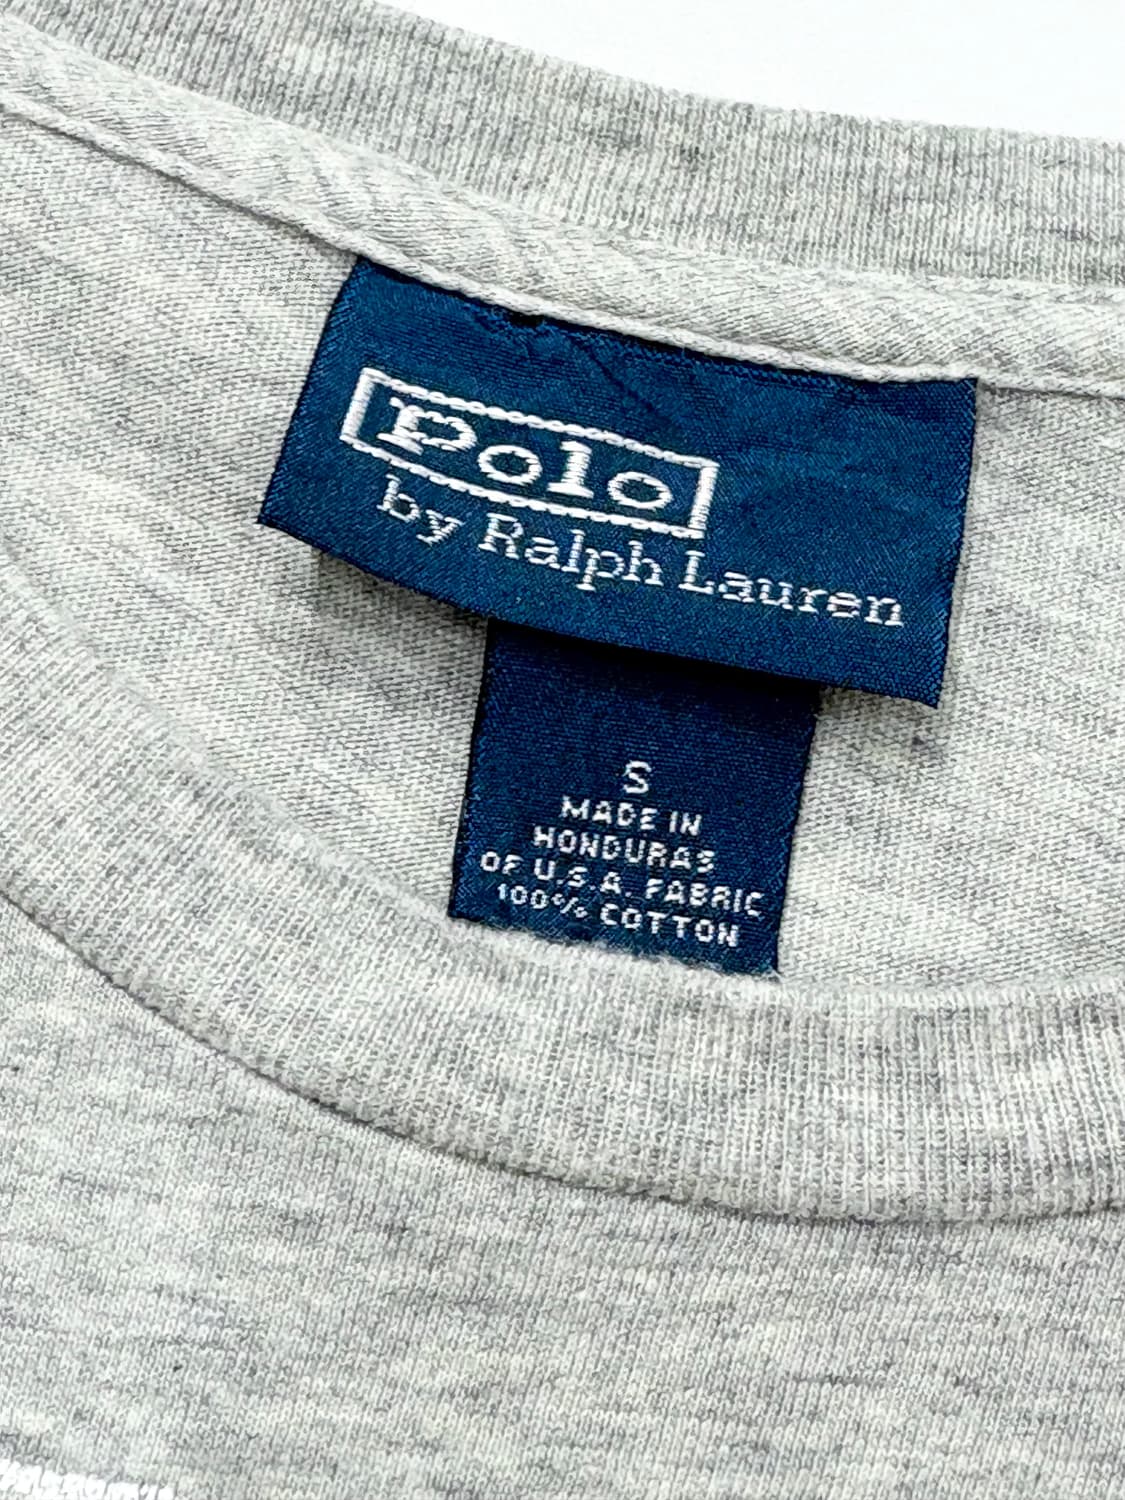 Polo
by Ralph Lauren
S
MADE IN
HONDURAS
OF U.S.A. FABRIC
100% COTTON